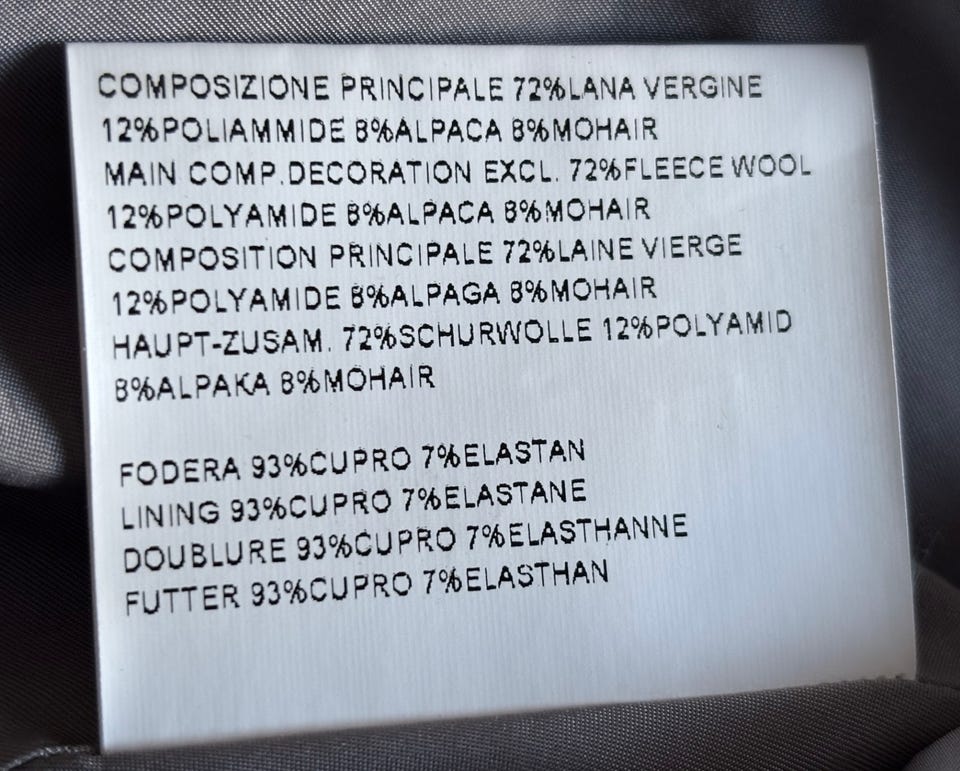 COMPOSIZIONE PRINCIPALE 72%LANA VERGINE
12%POLIAMMIDE 8%ALPACA 8%MOHAIR
MAIN COMP.DECORATION EXCL. 72%FLEECE WOOL
12%POLYAMIDE 8%ALPACA 8%MOHAIR
COMPOSITION PRINCIPALE 72%LAINE VIERGE
12%POLYAMIDE 8%ALPAGA 8%MOHAIR
HAUPT-ZUSAM. 72%SCHURWOLLE 12%POLYAMID
8%ALPAKA 8%MOHAIR
FODERA 93%CUPRO 7%ELASTAN
LINING 93%CUPRO 7%ELASTANE
DOUBLURE 93%CUPRO 7%ELASTHANNE
FUTTER 93%CUPRO 7%ELASTHAN